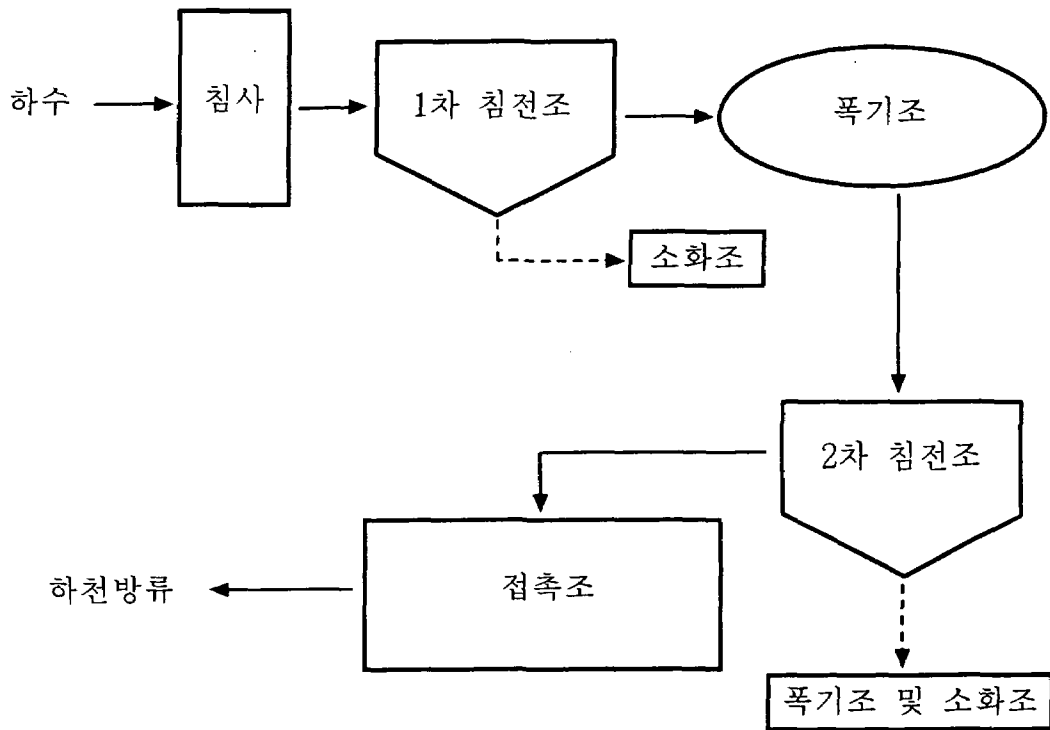 하수
침사
1차 침전조
폭기조
소화조
2차 침전조
접촉조
하천방류
폭기조 및 소화조